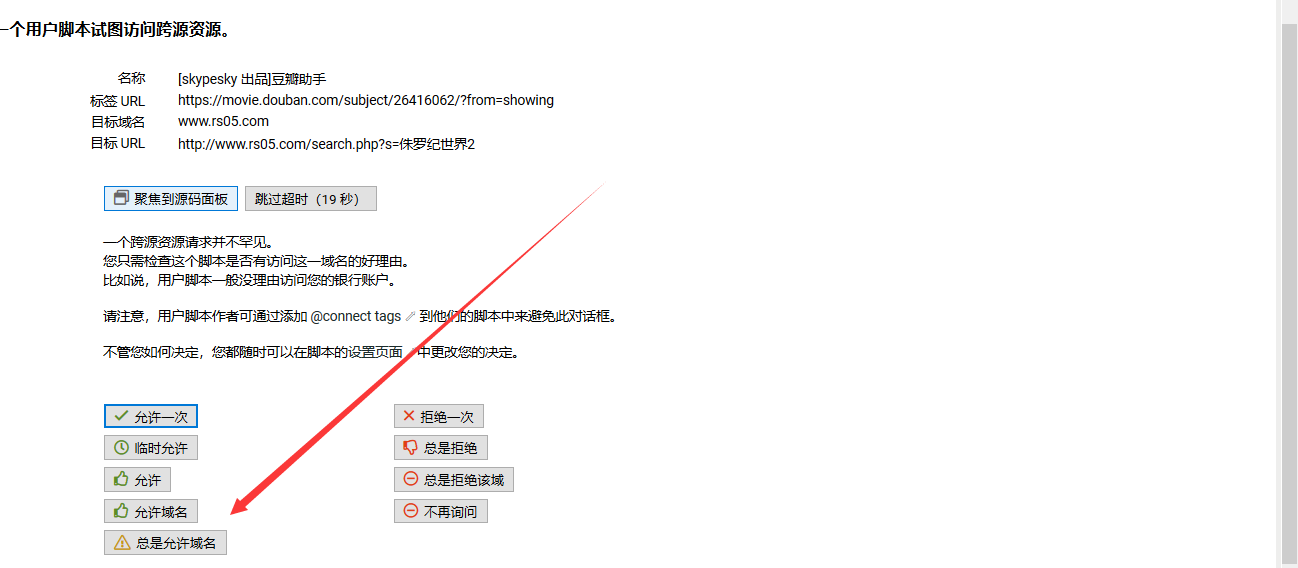 一个用户脚本试图访问跨源资源。
名称 [skypesky 出品]豆瓣助手
标签 URL https://movie.douban.com/subject/26416062/?from=showing
目标域名 www.rs05.com
目标 URL http://www.rs05.com/search.php?s=侏罗纪世界2
聚焦到源码面板 跳过超时（19 秒）
一个跨源资源请求并不罕见。
您只需检查这个脚本是否有访问这一域名的好理由。
比如说，用户脚本一般没理由访问您的银行账户。
请注意，用户脚本作者可通过添加 @connect tags 到他们的脚本中来避免此对话框。
不管您如何决定，您都随时可以在脚本的设置页面 中更改您的决定。
允许一次 拒绝一次
临时允许 总是拒绝
允许 总是拒绝该域
允许域名 不再询问
总是允许域名